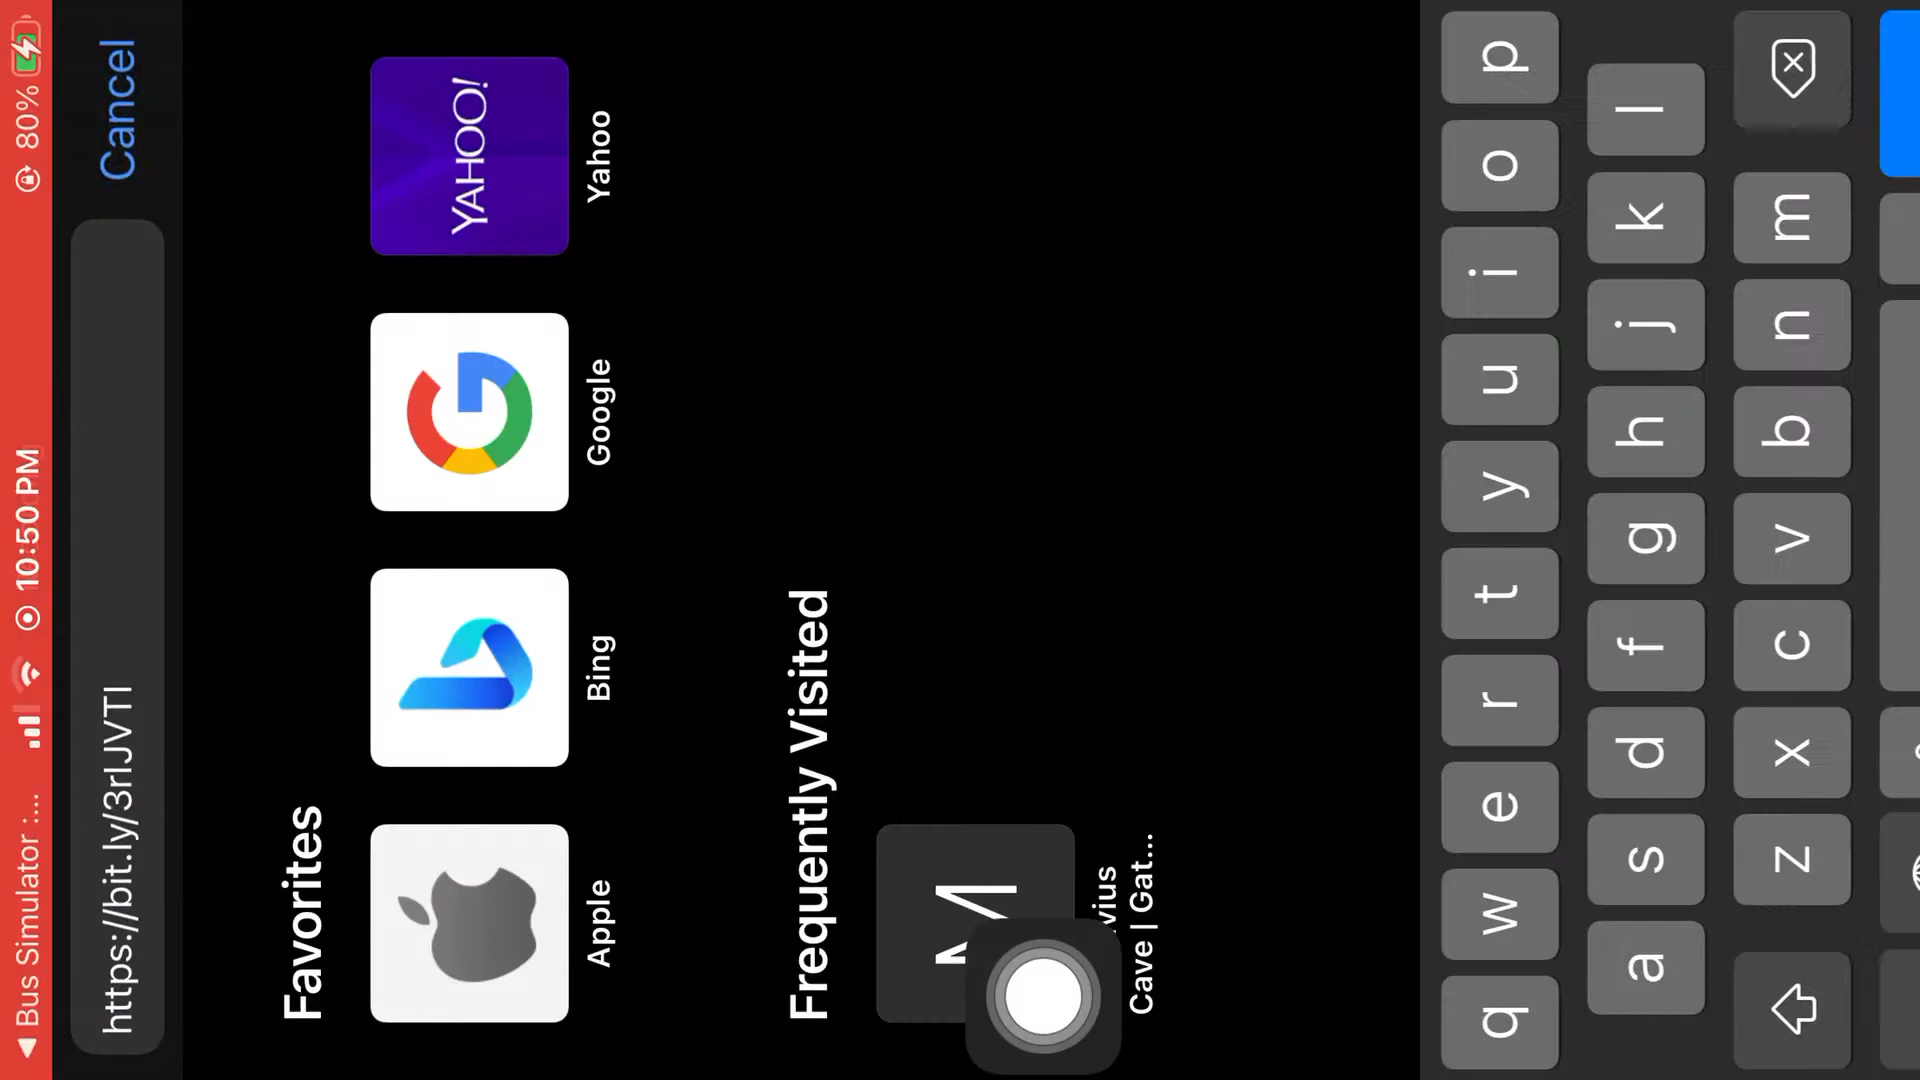 ◀ Bus Simulator :... 10:50 PM 80%
https://bit.ly/3rIJVTI
Cancel
Favorites
YAHOO!
Apple Bing Google Yahoo
Frequently Visited
M
Cave | Gat...
q w e r t y u i o p
a s d f g h j k l
z x c v b n m